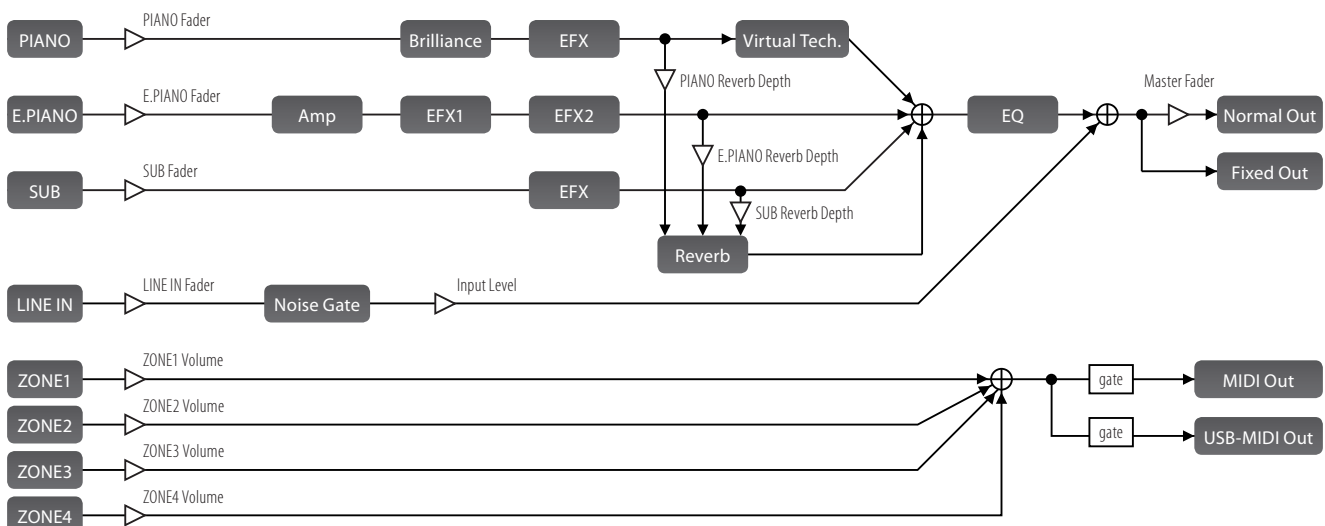 PIANO Fader
PIANO
Brilliance
EFX
Virtual Tech.
PIANO Reverb Depth
Master Fader
E.PIANO Fader
E.PIANO
Amp
EFX1
EFX2
EQ
Normal Out
E.PIANO Reverb Depth
SUB Fader
Fixed Out
SUB
EFX
SUB Reverb Depth
Reverb
LINE IN Fader
Input Level
LINE IN
Noise Gate
ZONE1 Volume
ZONE1
gate
MIDI Out
ZONE2 Volume
ZONE2
gate
USB-MIDI Out
ZONE3 Volume
ZONE3
ZONE4 Volume
ZONE4